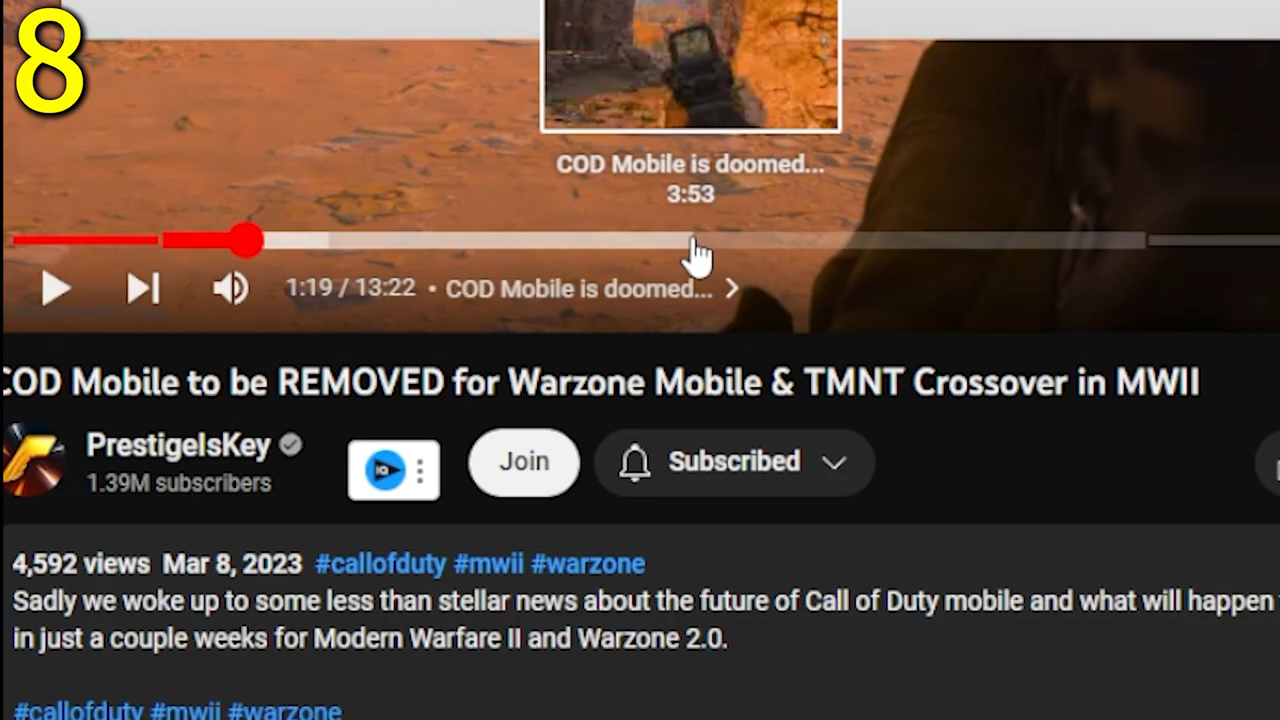 8
COD Mobile is doomed...
3:53
1:19 / 13:22 • COD Mobile is doomed...
COD Mobile to be REMOVED for Warzone Mobile & TMNT Crossover in MWII
PrestigeIsKey
1.39M subscribers
IQ
Join
Subscribed
4,592 views Mar 8, 2023 #callofduty #mwii #warzone
Sadly we woke up to some less than stellar news about the future of Call of Duty mobile and what will happen
in just a couple weeks for Modern Warfare II and Warzone 2.0.
#callofduty #mwii #warzone